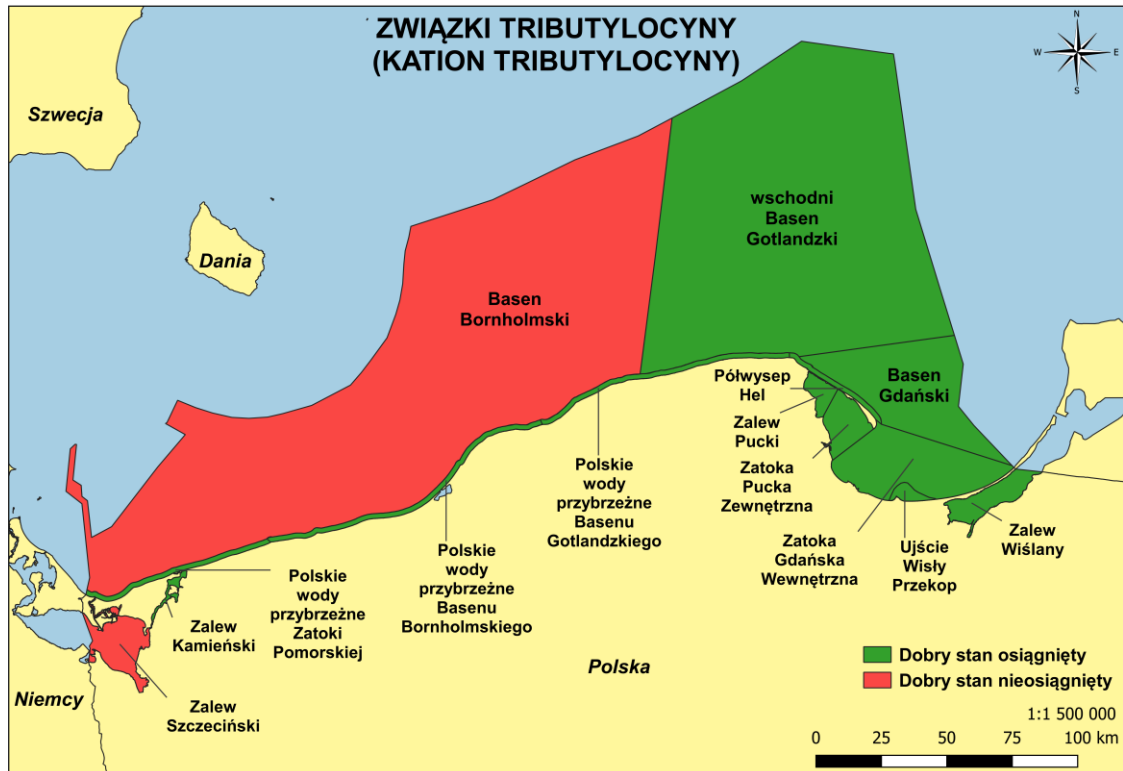 ZWIĄZKI TRIBUTYLOCYNY
(KATION TRIBUTYLOCYNY)
N
W
E
S
Szwecja
Dania
wschodni
Basen
Gotlandzki
Basen
Bornholmski
Basen
Gdański
Półwysep
Hel
Zalew
Pucki
Zatoka
Pucka
Zewnętrzna
Zatoka
Gdańska
Wewnętrzna
Ujście
Wisły
Przekop
Zalew
Wiślany
Polskie
wody
przybrzeżne
Basenu
Gotlandzkiego
Polskie
wody
przybrzeżne
Basenu
Bornholmskiego
Polskie
wody
przybrzeżne
Zatoki
Pomorskiej
Zalew
Kamieński
Zalew
Szczeciński
Niemcy
Polska
Dobry stan osiągnięty
Dobry stan nieosiągnięty
1:1 500 000
0 25 50 75 100 km